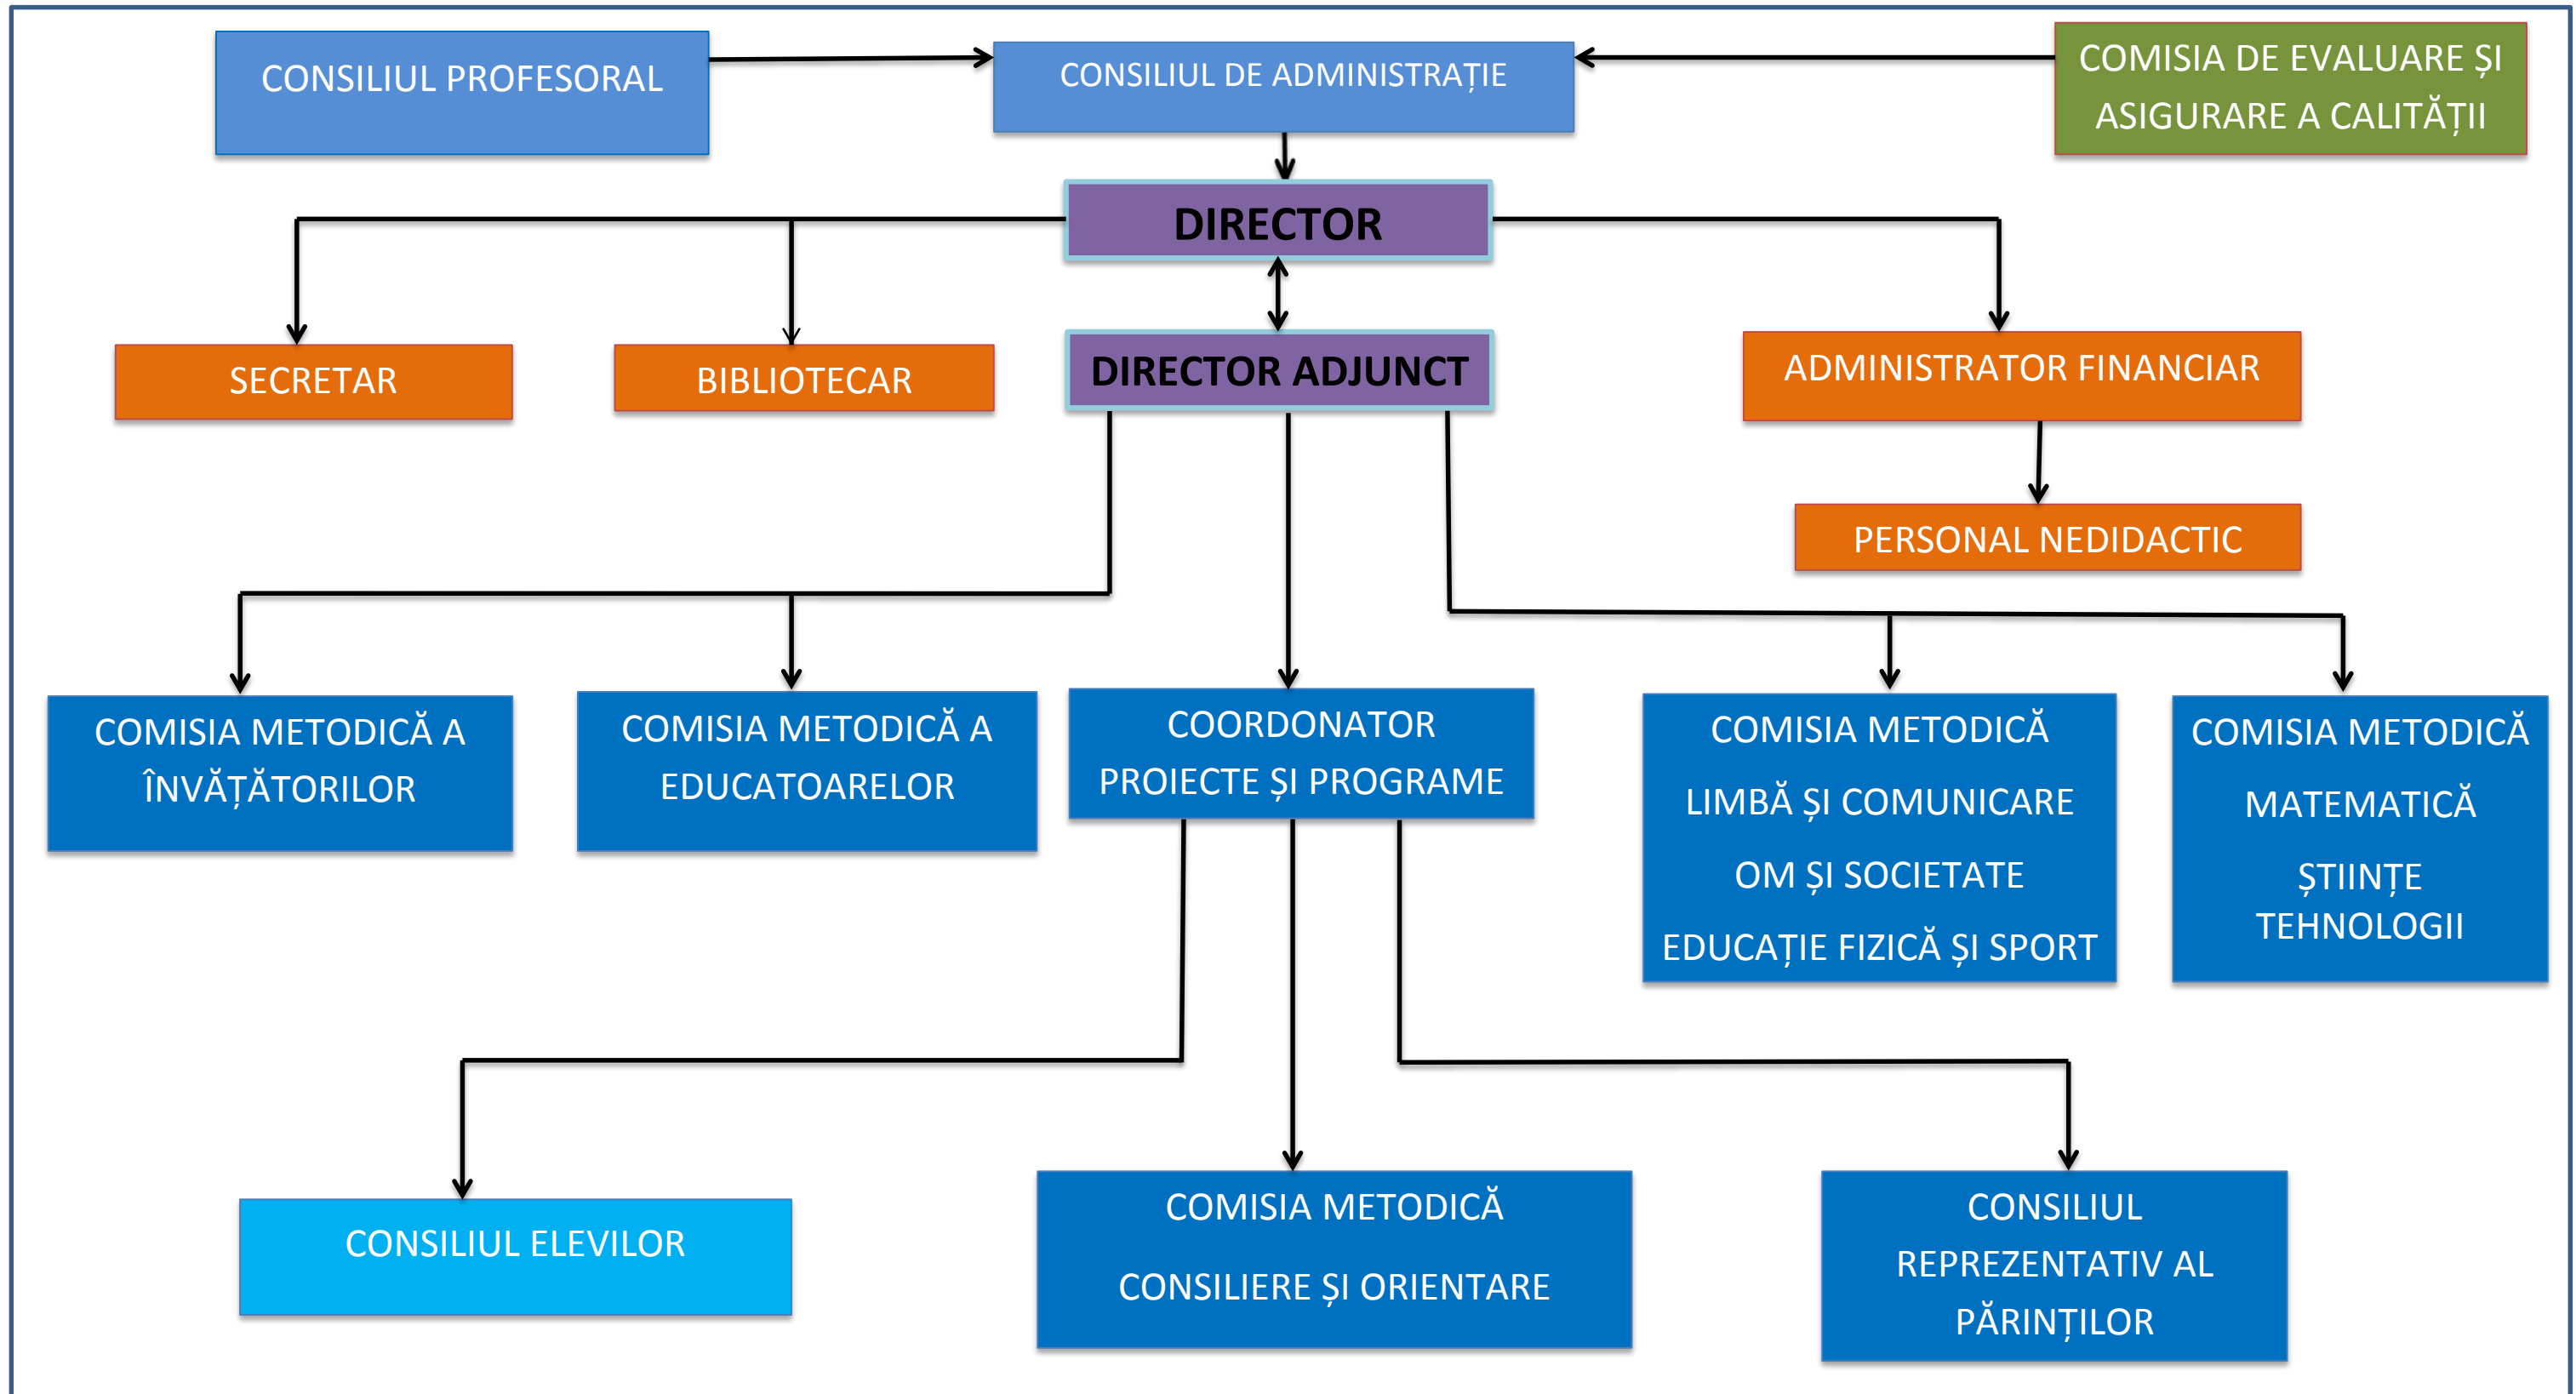 CONSILIUL PROFESORAL
CONSILIUL DE ADMINISTRAȚIE
COMISIA DE EVALUARE ȘI
ASIGURARE A CALITĂȚII
DIRECTOR
SECRETAR
BIBLIOTECAR
DIRECTOR ADJUNCT
ADMINISTRATOR FINANCIAR
PERSONAL NEDIDACTIC
COMISIA METODICĂ A
ÎNVĂȚĂTORILOR
COMISIA METODICĂ A
EDUCATOARELOR
COORDONATOR
PROIECTE ȘI PROGRAME
COMISIA METODICĂ
LIMBĂ ȘI COMUNICARE
OM ȘI SOCIETATE
EDUCAȚIE FIZICĂ ȘI SPORT
COMISIA METODICĂ
MATEMATICĂ
ȘTIINȚE
TEHNOLOGII
CONSILIUL ELEVILOR
COMISIA METODICĂ
CONSILIERE ȘI ORIENTARE
CONSILIUL
REPREZENTATIV AL
PĂRINȚILOR